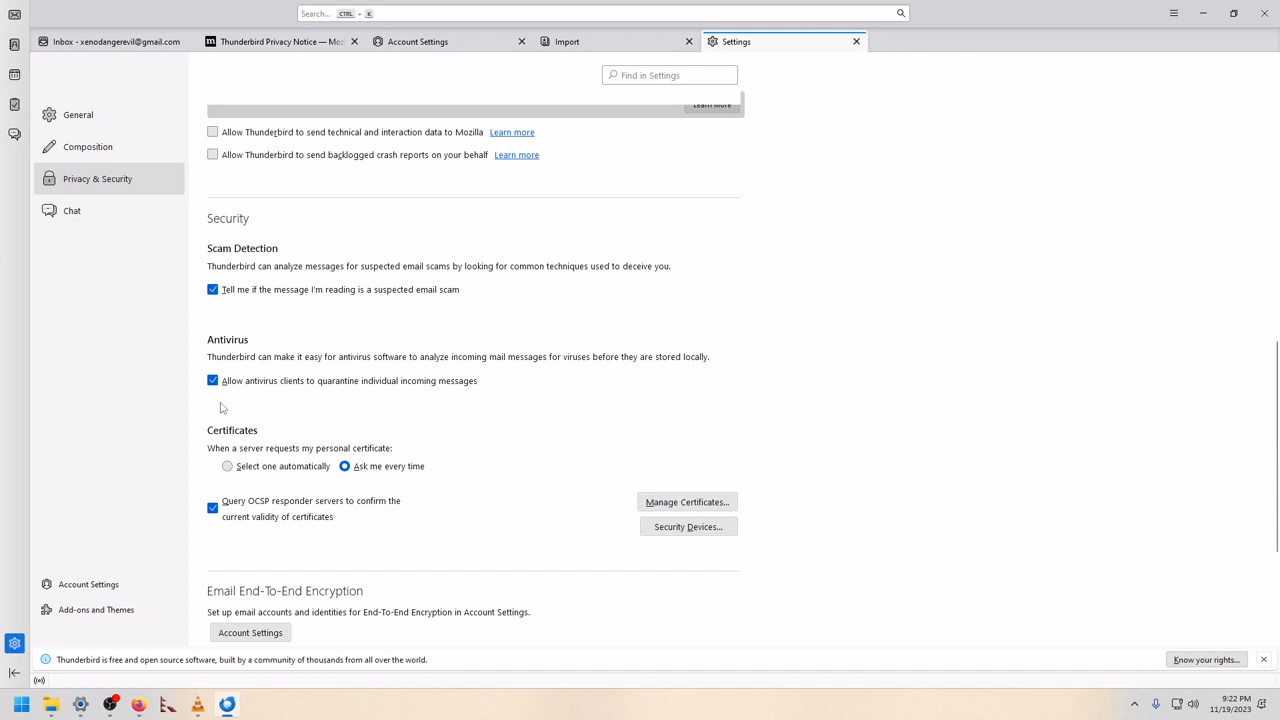 Search... CTRL + K
Inbox - xenodangerevil@gmail.com
Thunderbird Privacy Notice — Moz
Account Settings
Import
Settings
Find in Settings
General
Composition
Privacy & Security
Chat
Learn more
Allow Thunderbird to send technical and interaction data to Mozilla Learn more
Allow Thunderbird to send backlogged crash reports on your behalf Learn more
Security
Scam Detection
Thunderbird can analyze messages for suspected email scams by looking for common techniques used to deceive you.
Tell me if the message I'm reading is a suspected email scam
Antivirus
Thunderbird can make it easy for antivirus software to analyze incoming mail messages for viruses before they are stored locally.
Allow antivirus clients to quarantine individual incoming messages
Certificates
When a server requests my personal certificate:
Select one automatically Ask me every time
Query OCSP responder servers to confirm the
current validity of certificates
Manage Certificates...
Security Devices...
Email End-To-End Encryption
Set up email accounts and identities for End-To-End Encryption in Account Settings.
Account Settings
Account Settings
Add-ons and Themes
Thunderbird is free and open source software, built by a community of thousands from all over the world.
Know your rights...
9:22 PM
11/19/2023